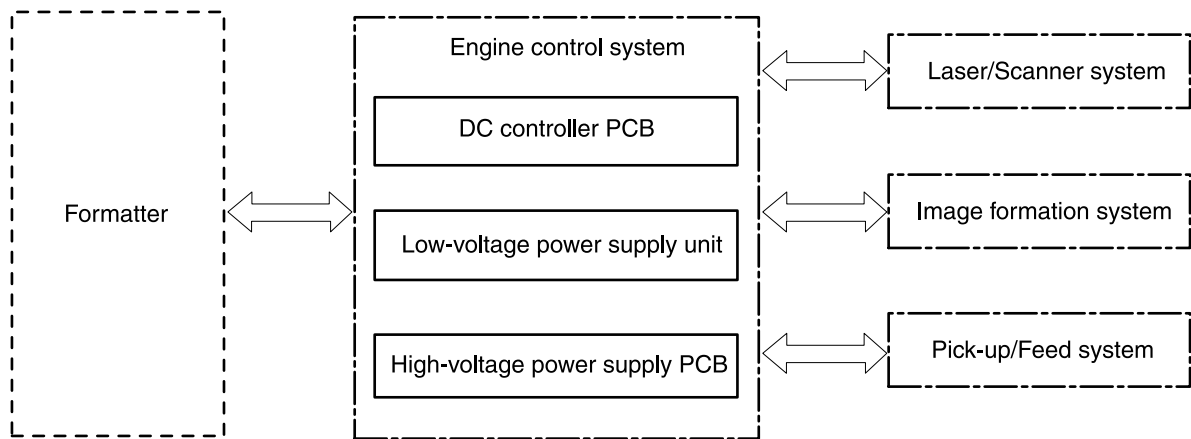 Formatter
Engine control system
DC controller PCB
Low-voltage power supply unit
High-voltage power supply PCB
Laser/Scanner system
Image formation system
Pick-up/Feed system